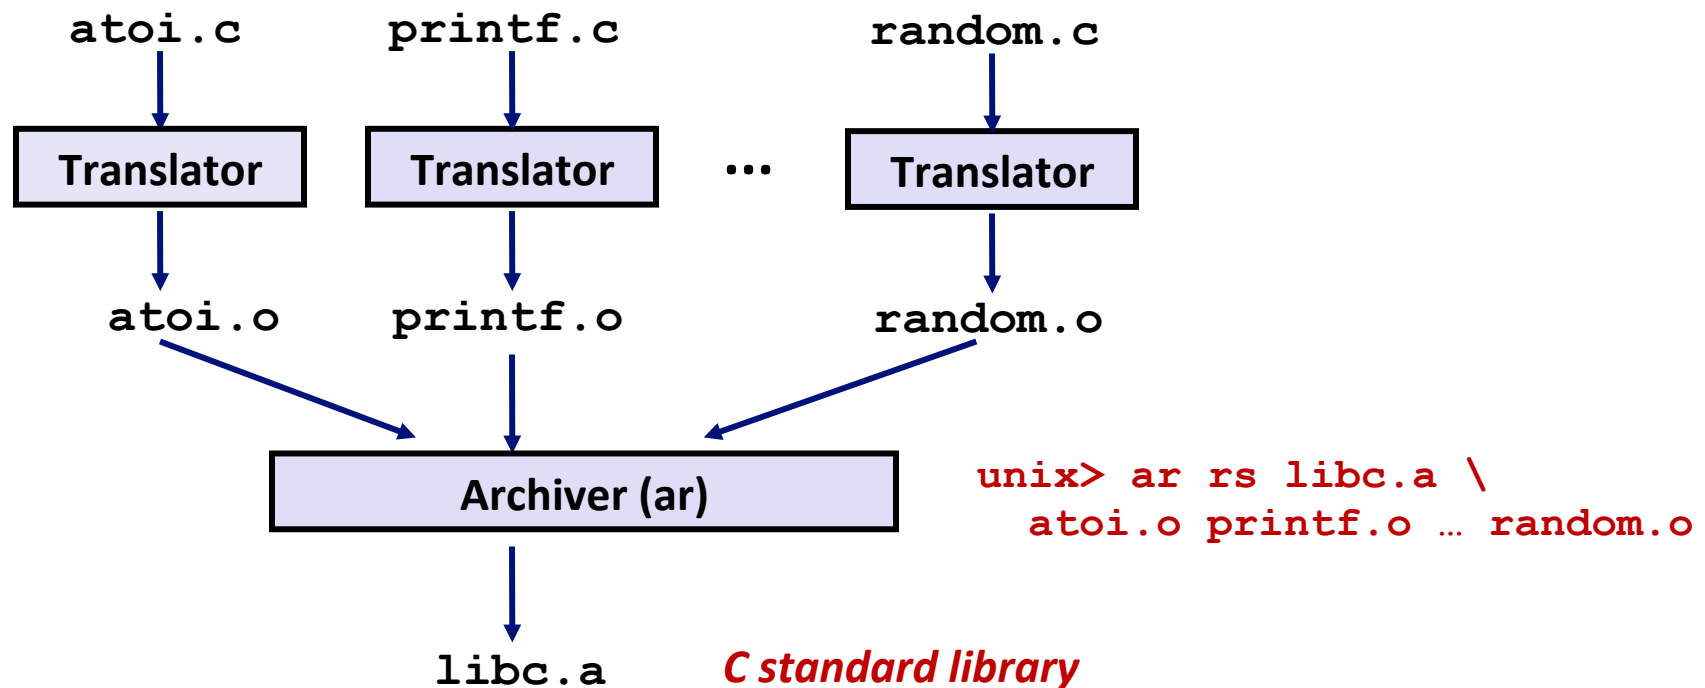 atoi.c printf.c random.c
Translator Translator ... Translator
atoi.o printf.o random.o
Archiver (ar)
unix> ar rs libc.a \
atoi.o printf.o … random.o
libc.a C standard library